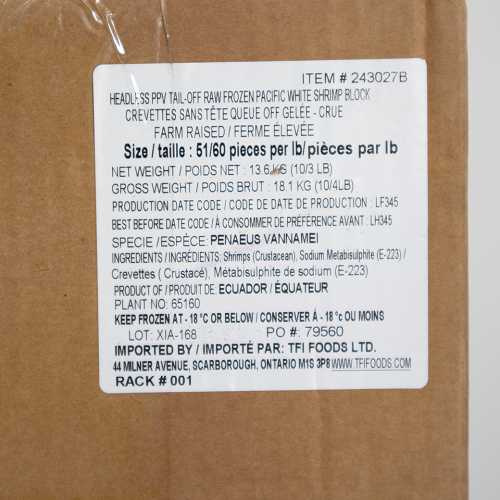 ITEM # 243027B
HEADLESS PPV TAIL-OFF RAW FROZEN PACIFIC WHITE SHRIMP BLOCK
CREVETTES SANS TÊTE QUEUE OFF GELÉE - CRUE
FARM RAISED / FERME ÉLEVÉE
Size / taille : 51/60 pieces per lb/pièces par lb
NET WEIGHT / POIDS NET : 13.6 KG (10/3 LB)
GROSS WEIGHT / POIDS BRUT : 18.1 KG (10/4LB)
PRODUCTION DATE CODE / CODE DE DATE DE PRODUCTION : LF345
BEST BEFORE DATE CODE / À CONSOMMER DE PRÉFÉRENCE AVANT : LH345
SPECIE /ESPÈCE: PENAEUS VANNAMEI
INGREDIENTS / INGRÉDIENTS: Shrimps (Crustacean), Sodium Metabisulphite (E-223) /
Crevettes ( Crustacé), Métabisulphite de sodium (E-223)
PRODUCT OF / PRODUIT DE ECUADOR / ÉQUATEUR
PLANT NO: 65160
KEEP FROZEN AT - 18 °C OR BELOW / CONSERVER À - 18 °c OU MOINS
LOT: XIA-168 PO #: 79560
IMPORTED BY / IMPORTÉ PAR: TFI FOODS LTD.
44 MILNER AVENUE, SCARBOROUGH, ONTARIO M1S 3P8 WWW.TFIFOODS.COM
RACK # 001